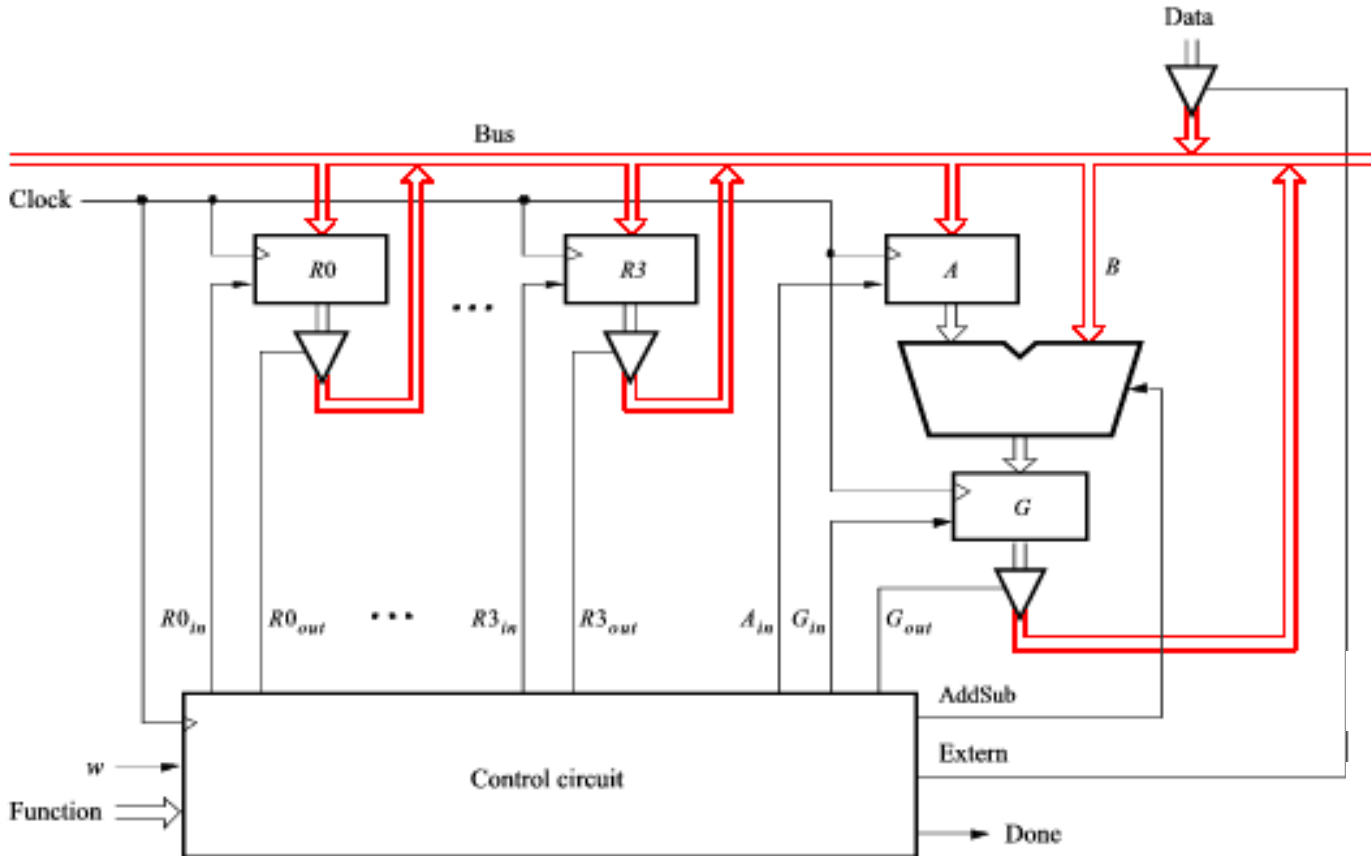 Data
Bus
Clock
R0
R3
A
B
...
G
R0in
R0out
...
R3in
R3out
Ain
Gin
Gout
AddSub
Extern
w
Control circuit
Function
Done